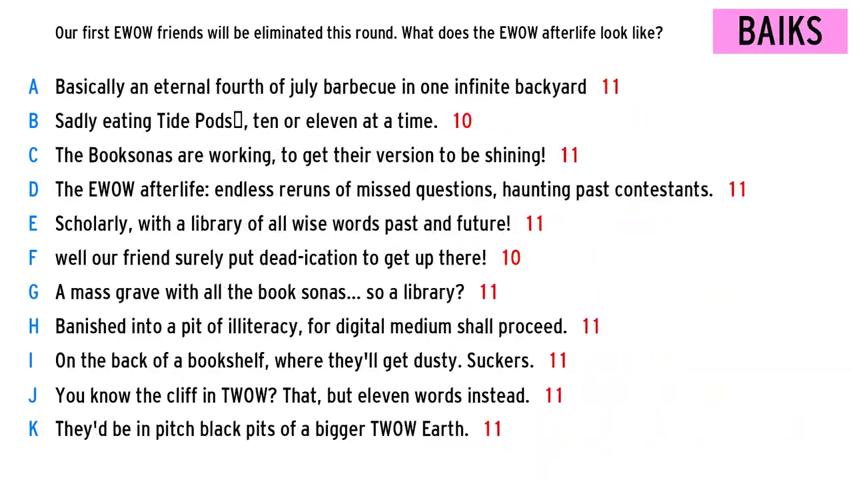 Our first EWOW friends will be eliminated this round. What does the EWOW afterlife look like?
BAIKS
A Basically an eternal fourth of july barbecue in one infinite backyard 11
B Sadly eating Tide Pods▯, ten or eleven at a time. 10
C The Booksonas are working, to get their version to be shining! 11
D The EWOW afterlife: endless reruns of missed questions, haunting past contestants. 11
E Scholarly, with a library of all wise words past and future! 11
F well our friend surely put dead-ication to get up there! 10
G A mass grave with all the book sonas... so a library? 11
H Banished into a pit of illiteracy, for digital medium shall proceed. 11
I On the back of a bookshelf, where they'll get dusty. Suckers. 11
J You know the cliff in TWOW? That, but eleven words instead. 11
K They'd be in pitch black pits of a bigger TWOW Earth. 11